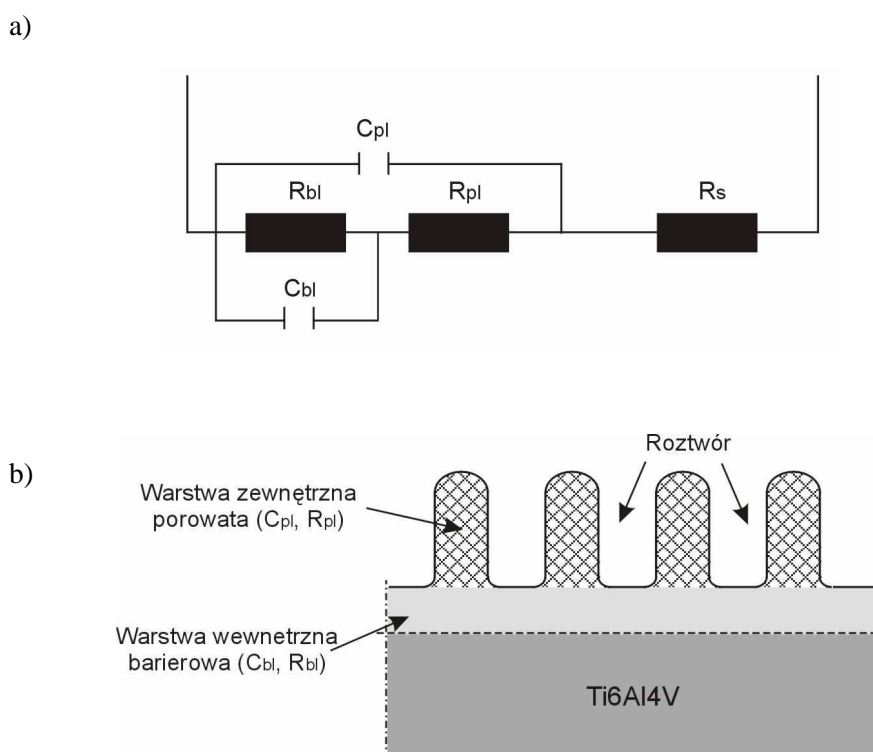 a)
Cpl
Rbl
Rpl
Rs
Cbl
b)
Roztwór
Warstwa zewnętrzna
porowata (Cpl, Rpl)
Warstwa wewnetrzna
barierowa (Cbl, Rbl)
Ti6Al4V